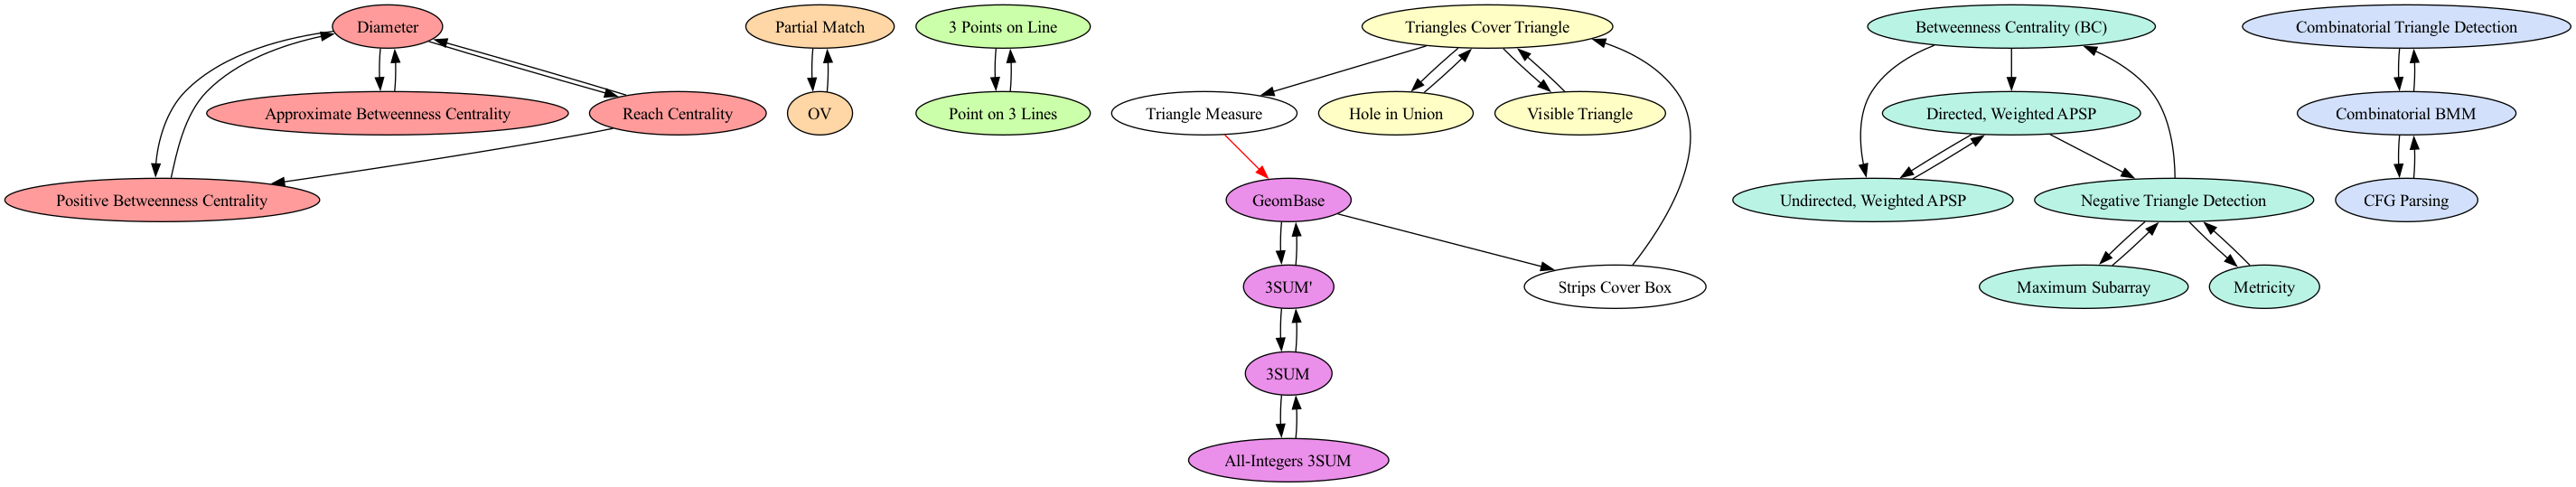 Diameter
Partial Match
3 Points on Line
Triangles Cover Triangle
Betweenness Centrality (BC)
Combinatorial Triangle Detection
Approximate Betweenness Centrality
Reach Centrality
OV
Point on 3 Lines
Triangle Measure
Hole in Union
Visible Triangle
Directed, Weighted APSP
Combinatorial BMM
Positive Betweenness Centrality
GeomBase
Undirected, Weighted APSP
Negative Triangle Detection
CFG Parsing
3SUM'
Strips Cover Box
Maximum Subarray
Metricity
3SUM
All-Integers 3SUM